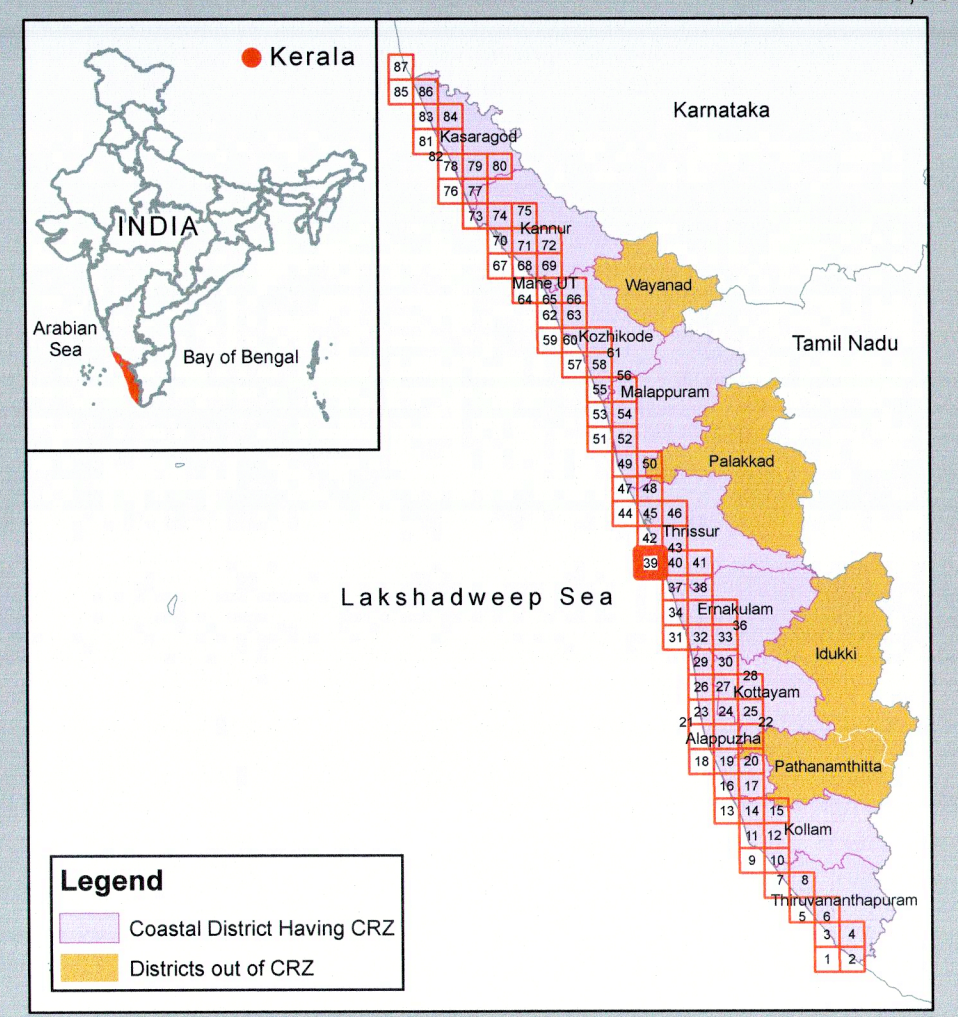 Kerala
INDIA
Arabian
Sea
Bay of Bengal
Karnataka
Tamil Nadu
Lakshadweep Sea
87
85 86
83 84
Kasaragod
81
82
78 79 80
76 77
73 74 75
Kannur
70 71 72
67 68 69
Mahe UT
Wayanad
64 65 66
62 63
Kozhikode
59 60
61
57 58
56
55
Malappuram
53 54
51 52
49 50
Palakkad
47 48
44 45 46
Thrissur
42
43
39 40 41
37 38
Ernakulam
34
36
31 32 33
Idukki
29 30
28
26 27
Kottayam
23 24 25
21
22
Alappuzha
18 19 20
Pathanamthitta
16 17
13 14 15
Kollam
11 12
9 10
7 8
Thiruvananthapuram
5 6
3 4
1 2
Legend
Coastal District Having CRZ
Districts out of CRZ